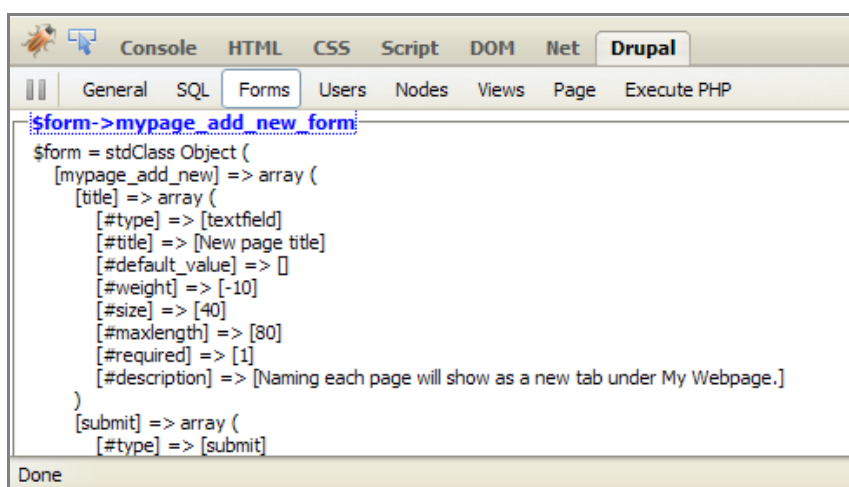 Console HTML CSS Script DOM Net Drupal
General SQL Forms Users Nodes Views Page Execute PHP
$form->mypage_add_new_form
$form = stdClass Object (
[mypage_add_new] => array (
[title] => array (
[#type] => [textfield]
[#title] => [New page title]
[#default_value] => []
[#weight] => [-10]
[#size] => [40]
[#maxlength] => [80]
[#required] => [1]
[#description] => [Naming each page will show as a new tab under My Webpage.]
)
[submit] => array (
[#type] => [submit]
Done